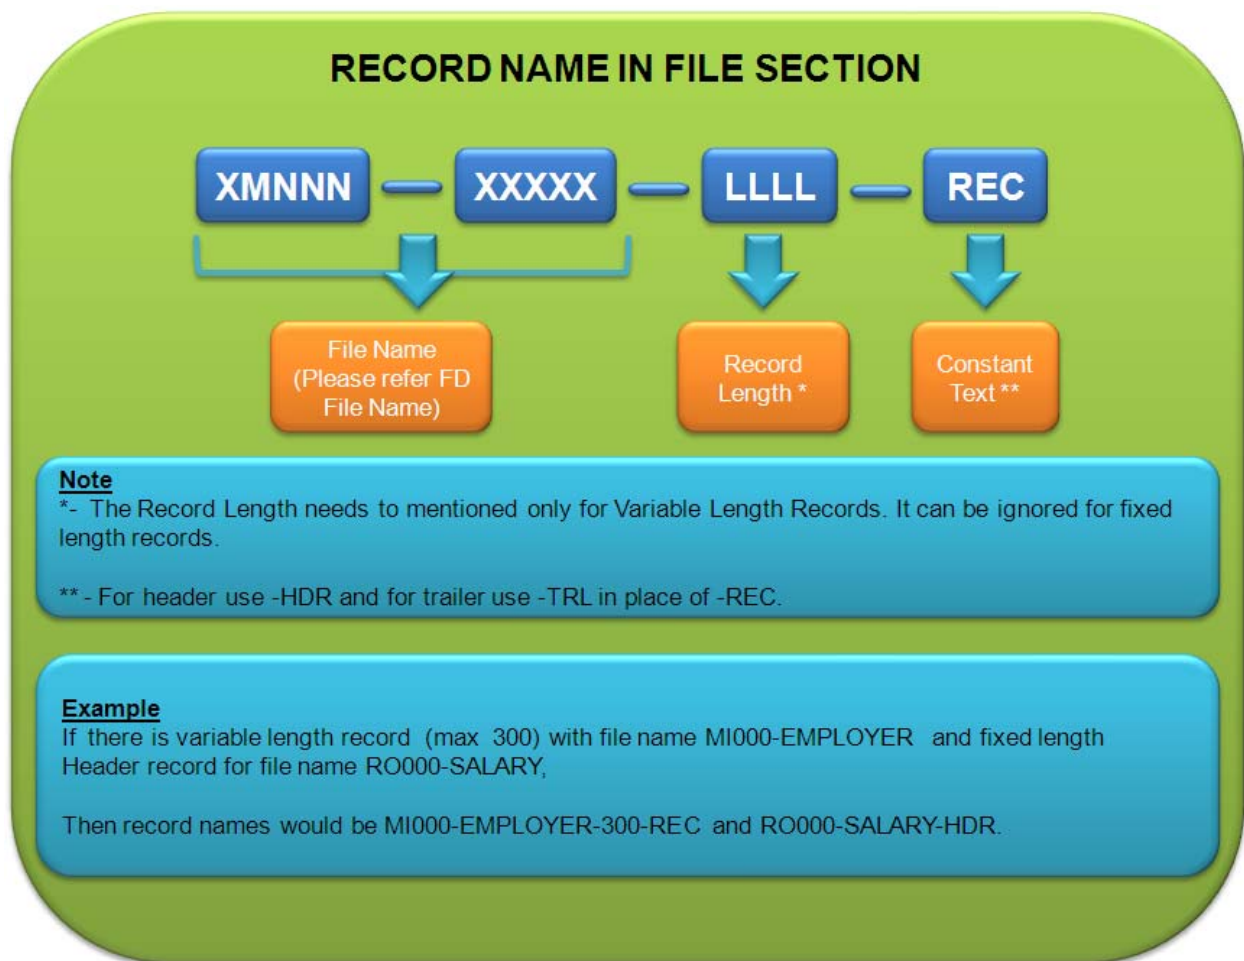 RECORD NAME IN FILE SECTION
XMNNN — XXXXX — LLLL — REC
File Name
(Please refer FD
File Name)
Record
Length *
Constant
Text **
Note
*- The Record Length needs to mentioned only for Variable Length Records. It can be ignored for fixed
length records.
** - For header use -HDR and for trailer use -TRL in place of -REC.
Example
If there is variable length record (max 300) with file name MI000-EMPLOYER and fixed length
Header record for file name RO000-SALARY,
Then record names would be MI000-EMPLOYER-300-REC and RO000-SALARY-HDR.